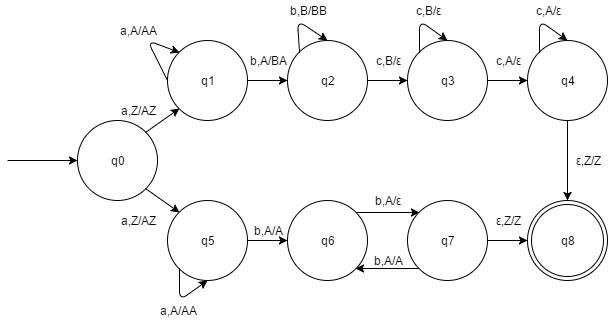 b,B/BB
c,B/ε
c,A/ε
a,A/AA
b,A/BA
c,B/ε
c,A/ε
q1
q2
q3
q4
a,Z/AZ
q0
ε,Z/Z
a,Z/AZ
b,A/ε
b,A/A
ε,Z/Z
q5
q6
q7
q8
b,A/A
a,A/AA